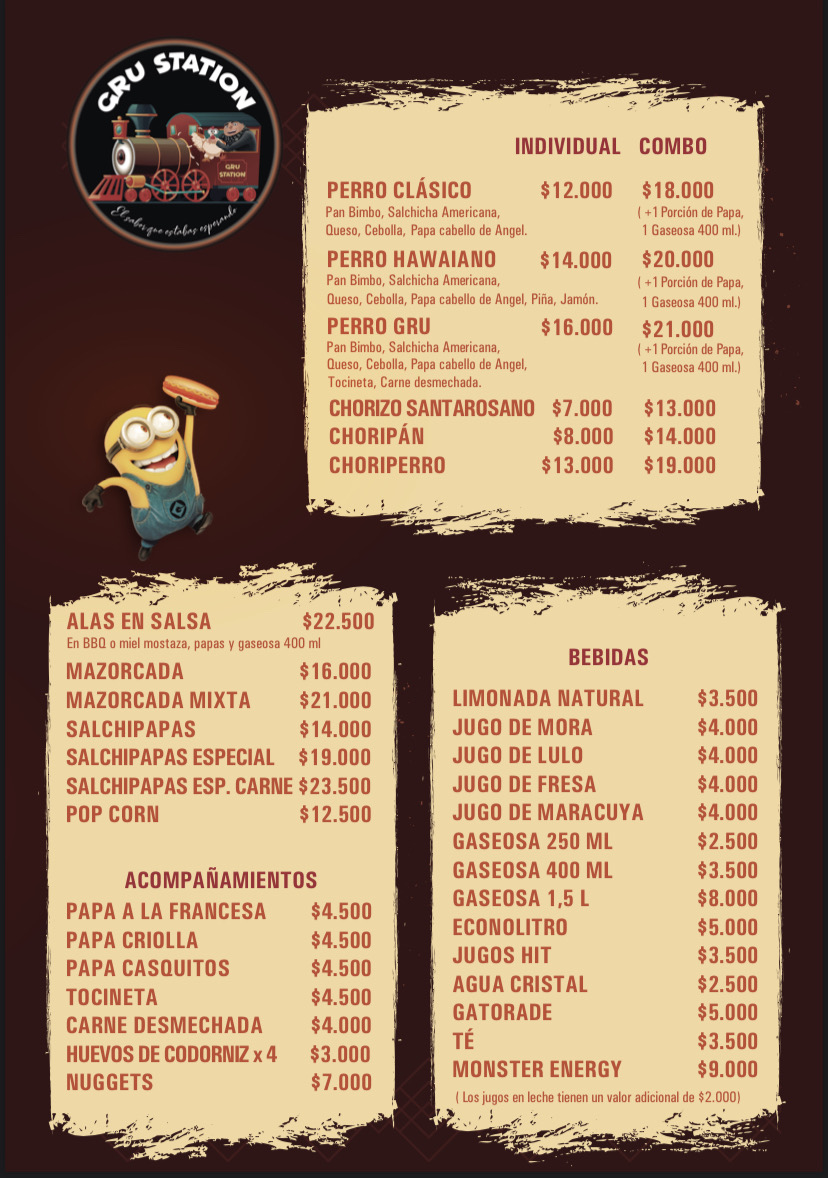 GRU STATION
GRU
STATION
El sabor que estabas esperando
INDIVIDUAL COMBO
PERRO CLÁSICO $12.000 $18.000
Pan Bimbo, Salchicha Americana, ( +1 Porción de Papa,
Queso, Cebolla, Papa cabello de Angel. 1 Gaseosa 400 ml.)
PERRO HAWAIANO $14.000 $20.000
Pan Bimbo, Salchicha Americana, ( +1 Porción de Papa,
Queso, Cebolla, Papa cabello de Angel, Piña, Jamón. 1 Gaseosa 400 ml.)
PERRO GRU $16.000 $21.000
Pan Bimbo, Salchicha Americana, ( +1 Porción de Papa,
Queso, Cebolla, Papa cabello de Angel, 1 Gaseosa 400 ml.)
Tocineta, Carne desmechada.
CHORIZO SANTAROSANO $7.000 $13.000
CHORIPÁN $8.000 $14.000
CHORIPERRO $13.000 $19.000
ALAS EN SALSA $22.500
En BBQ o miel mostaza, papas y gaseosa 400 ml
MAZORCADA $16.000
MAZORCADA MIXTA $21.000
SALCHIPAPAS $14.000
SALCHIPAPAS ESPECIAL $19.000
SALCHIPAPAS ESP. CARNE $23.500
POP CORN $12.500
ACOMPAÑAMIENTOS
PAPA A LA FRANCESA $4.500
PAPA CRIOLLA $4.500
PAPA CASQUITOS $4.500
TOCINETA $4.500
CARNE DESMECHADA $4.000
HUEVOS DE CODORNIZ x 4 $3.000
NUGGETS $7.000
BEBIDAS
LIMONADA NATURAL $3.500
JUGO DE MORA $4.000
JUGO DE LULO $4.000
JUGO DE FRESA $4.000
JUGO DE MARACUYA $4.000
GASEOSA 250 ML $2.500
GASEOSA 400 ML $3.500
GASEOSA 1,5 L $8.000
ECONOLITRO $5.000
JUGOS HIT $3.500
AGUA CRISTAL $2.500
GATORADE $5.000
TÉ $3.500
MONSTER ENERGY $9.000
( Los jugos en leche tienen un valor adicional de $2.000)